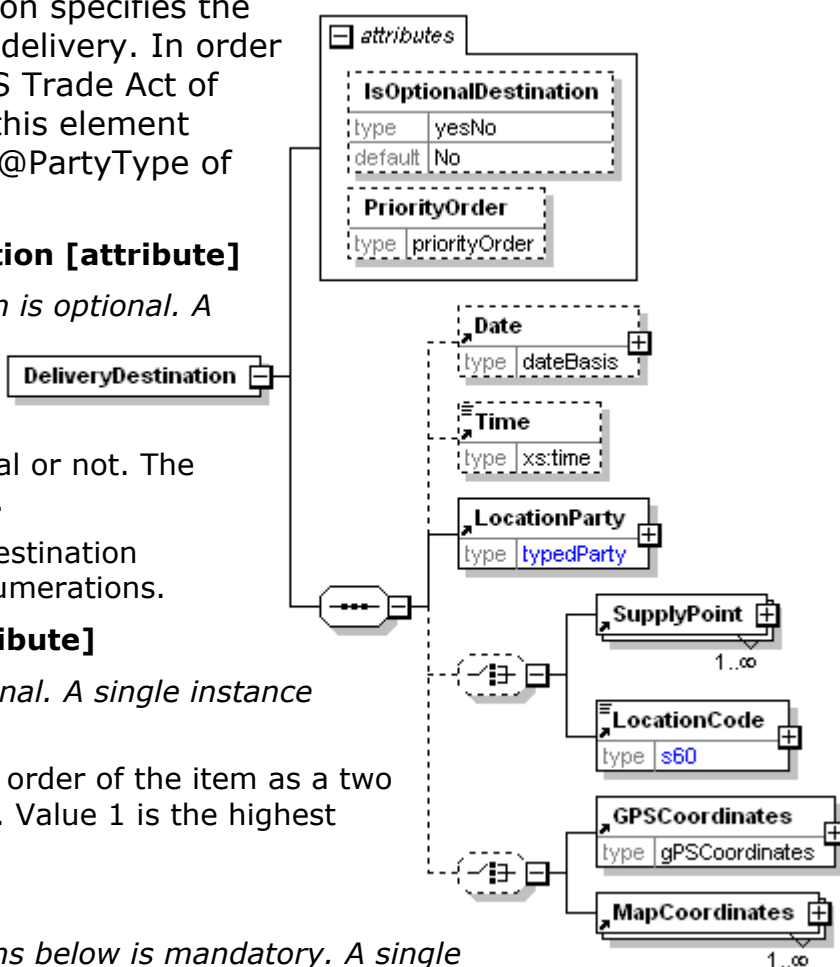 on specifies the
delivery. In order
S Trade Act of
this element
@PartyType of
tion [attribute]
n is optional. A
al or not. The
.
estination
umerations.
ribute]
nal. A single instance
order of the item as a two
. Value 1 is the highest
ns below is mandatory. A single
DeliveryDestination
attributes
IsOptionalDestination
type yesNo
default No
PriorityOrder
type priorityOrder
Date
type dateBasis
Time
type xs:time
LocationParty
type typedParty
SupplyPoint
1..∞
LocationCode
type s60
GPSCoordinates
type gPSCoordinates
MapCoordinates
1..∞